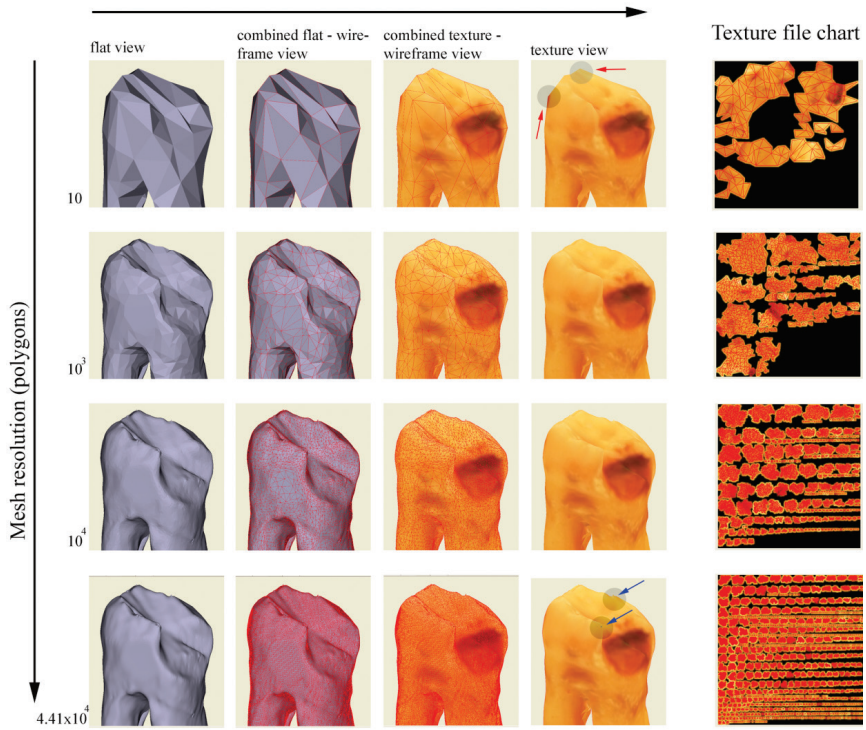 flat view
combined flat - wire-
frame view
combined texture -
wireframe view
texture view
Texture file chart
Mesh resolution (polygons)
10
10³
10⁴
4.41x10⁴